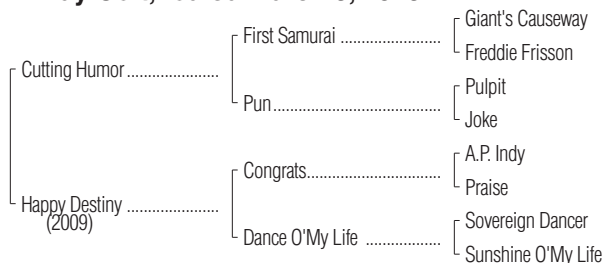 Giant's Causeway
First Samurai ........................
Freddie Frisson
Cutting Humor ......................
Pulpit
Pun ........................................
Joke
A.P. Indy
Congrats................................
Praise
Happy Destiny ......................
(2009)
Sovereign Dancer
Dance O'My Life ..................
Sunshine O'My Life